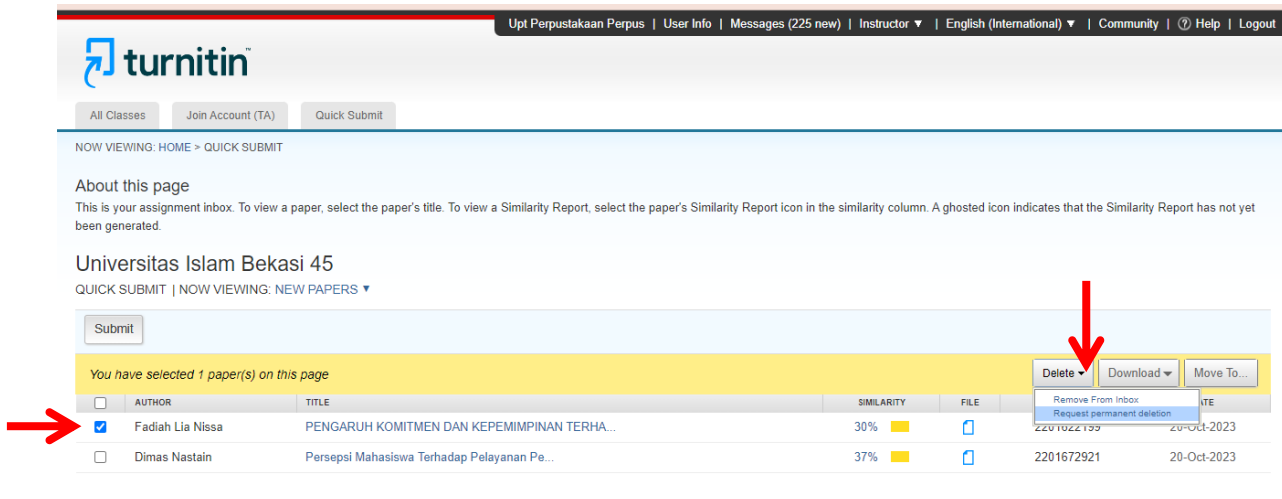 Upt Perpustakaan Perpus | User Info | Messages (225 new) | Instructor ▼ | English (International) ▼ | Community | ? Help | Logout
turnitin™
All Classes Join Account (TA) Quick Submit
NOW VIEWING: HOME > QUICK SUBMIT
About this page
This is your assignment inbox. To view a paper, select the paper's title. To view a Similarity Report, select the paper's Similarity Report icon in the similarity column. A ghosted icon indicates that the Similarity Report has not yet
been generated.
Universitas Islam Bekasi 45
QUICK SUBMIT | NOW VIEWING: NEW PAPERS ▼
Submit
You have selected 1 paper(s) on this page Delete Download Move To...
AUTHOR TITLE SIMILARITY FILE
Remove From Inbox
Request permanent deletion
Fadiah Lia Nissa PENGARUH KOMITMEN DAN KEPEMIMPINAN TERHA... 30% 2201622199 20-Oct-2023
Dimas Nastain Persepsi Mahasiswa Terhadap Pelayanan Pe... 37% 2201672921 20-Oct-2023